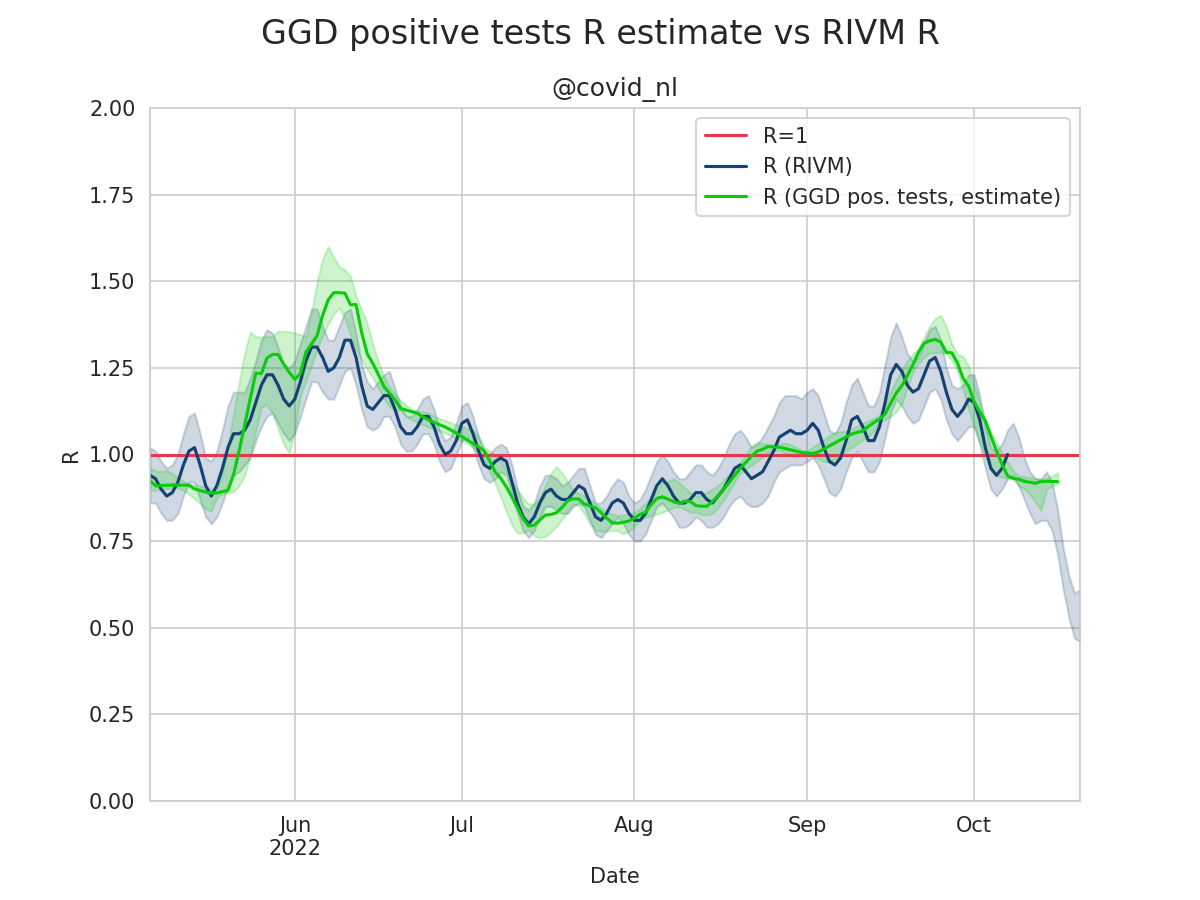 GGD positive tests R estimate vs RIVM R
@covid_nl
R=1
R (RIVM)
R (GGD pos. tests, estimate)
2.00
1.75
1.50
1.25
1.00
0.75
0.50
0.25
0.00
R
Jun
2022
Jul
Aug
Sep
Oct
Date